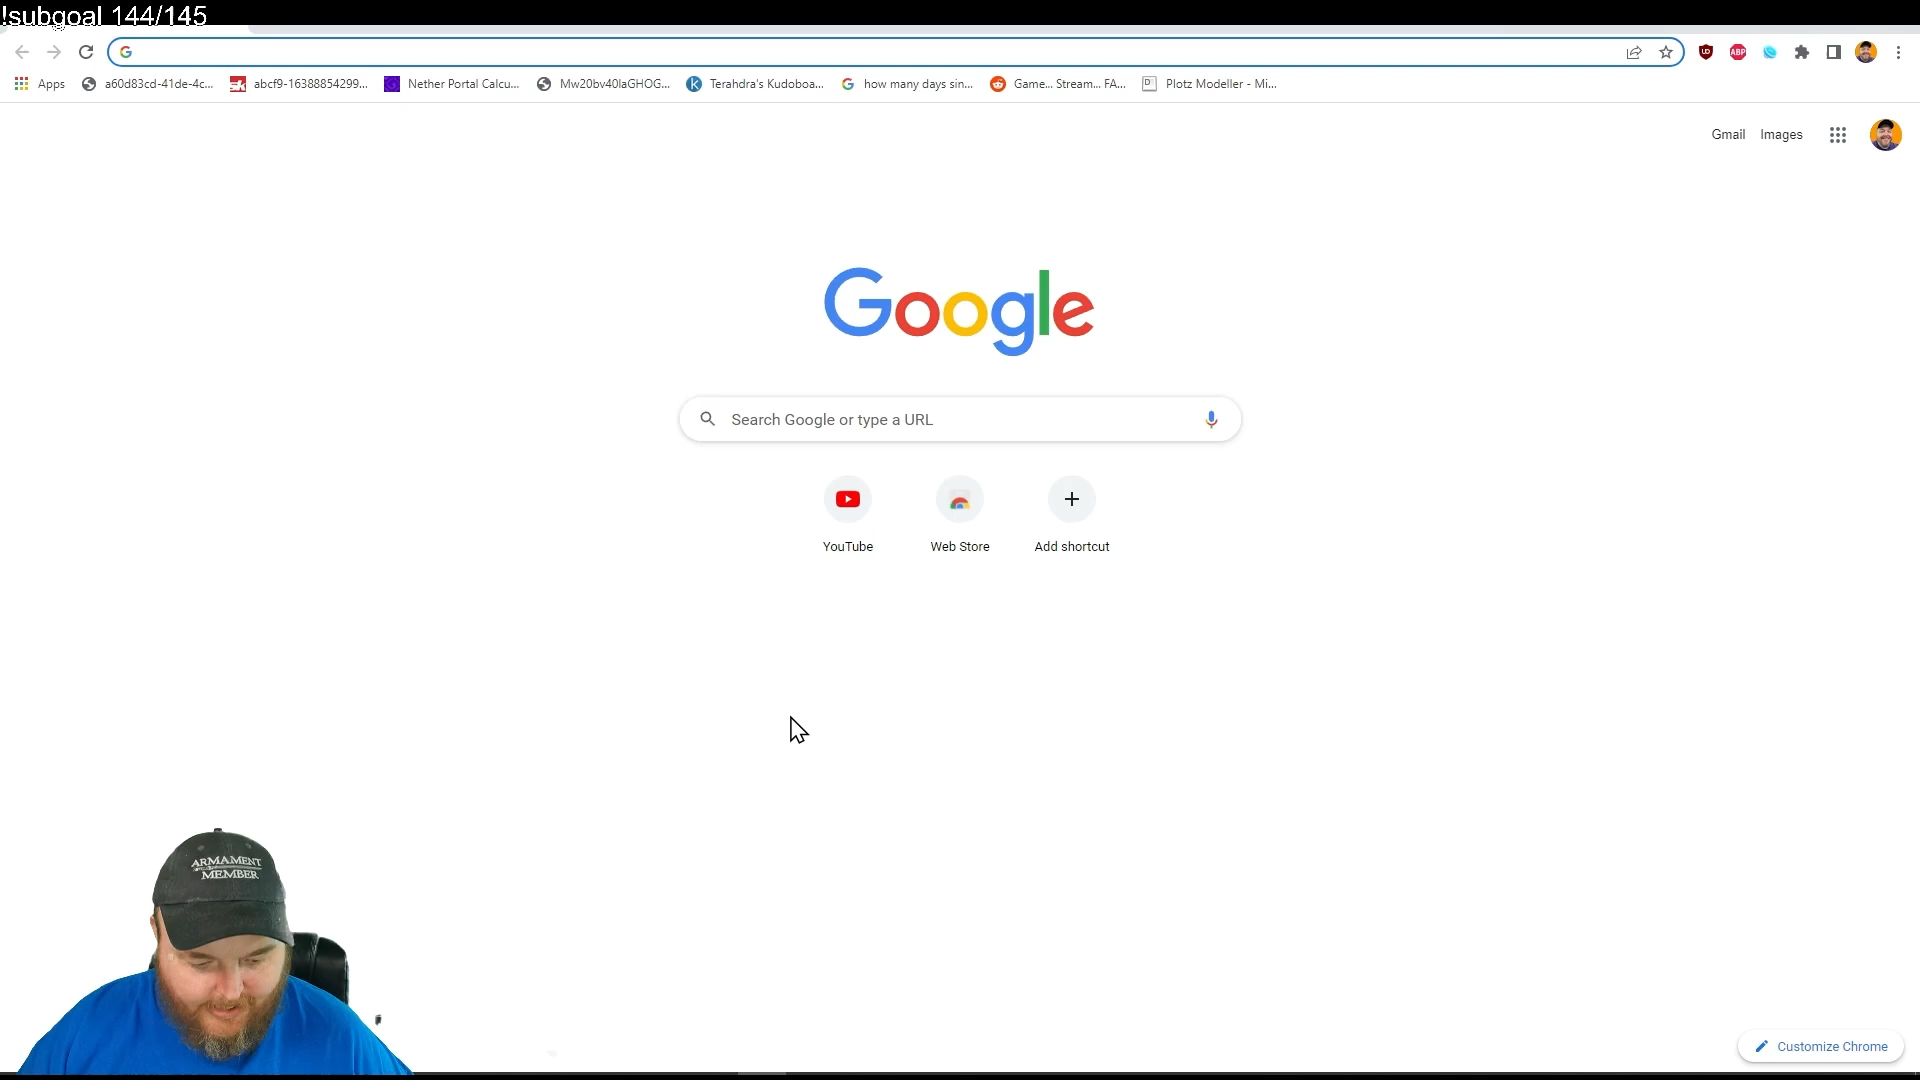 !subgoal 144/145
Apps
a60d83cd-41de-4c...
abcf9-16388854299...
Nether Portal Calcu...
Mw20bv40laGHOG...
Terahdra's Kudoboa...
how many days sin...
Game... Stream... FA...
Plotz Modeller - Mi...
ABP
Gmail
Images
Google
Search Google or type a URL
YouTube
Web Store
Add shortcut
ARMAMENT
MEMBER
Customize Chrome